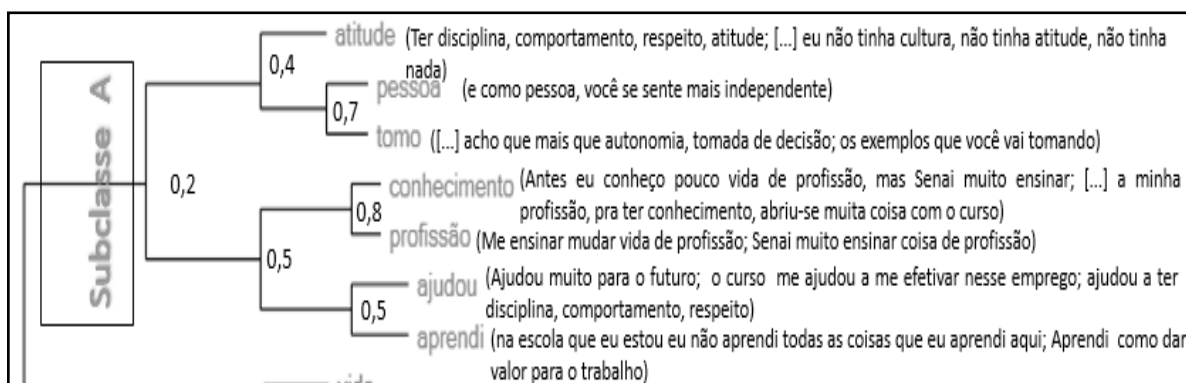 atitude (Ter disciplina, comportamento, respeito, atitude; [...] eu não tinha cultura, não tinha atitude, não tinha
nada)
0,4
pessoa (e como pessoa, você se sente mais independente)
0,7
tomo ([...] acho que mais que autonomia, tomada de decisão; os exemplos que você vai tomando)
Subclasse A
0,2
conhecimento (Antes eu conheço pouco vida de profissão, mas Senai muito ensinar; [...] a minha
profissão, pra ter conhecimento, abriu-se muita coisa com o curso)
0,8
profissão (Me ensinar mudar vida de profissão; Senai muito ensinar coisa de profissão)
0,5
ajudou (Ajudou muito para o futuro; o curso me ajudou a me efetivar nesse emprego; ajudou a ter
disciplina, comportamento, respeito)
0,5
aprendi (na escola que eu estou eu não aprendi todas as coisas que eu aprendi aqui; Aprendi como dar
valor para o trabalho)